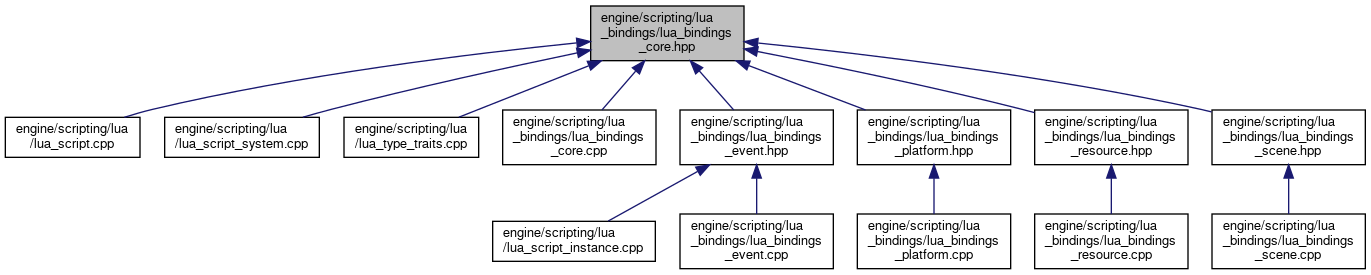 engine/scripting/lua
_bindings/lua_bindings
_core.hpp
engine/scripting/lua
/lua_script.cpp
engine/scripting/lua
/lua_script_system.cpp
engine/scripting/lua
/lua_type_traits.cpp
engine/scripting/lua
_bindings/lua_bindings
_core.cpp
engine/scripting/lua
_bindings/lua_bindings
_event.hpp
engine/scripting/lua
_bindings/lua_bindings
_platform.hpp
engine/scripting/lua
_bindings/lua_bindings
_resource.hpp
engine/scripting/lua
_bindings/lua_bindings
_scene.hpp
engine/scripting/lua
/lua_script_instance.cpp
engine/scripting/lua
_bindings/lua_bindings
_event.cpp
engine/scripting/lua
_bindings/lua_bindings
_platform.cpp
engine/scripting/lua
_bindings/lua_bindings
_resource.cpp
engine/scripting/lua
_bindings/lua_bindings
_scene.cpp